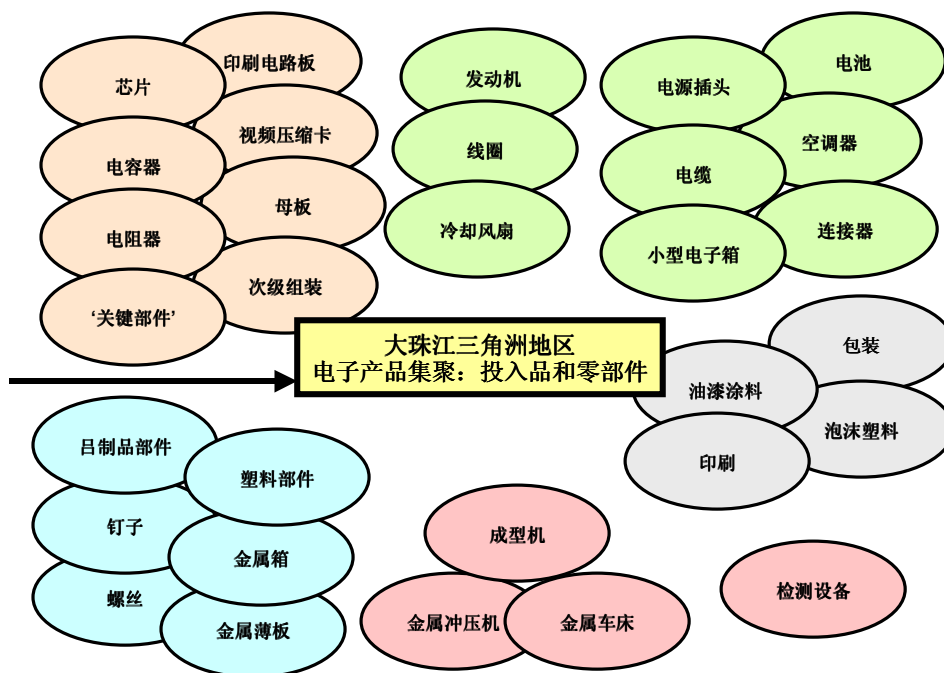 印刷电路板
芯片
视频压缩卡
电容器
母板
电阻器
次级组装
‘关键部件’
发动机
线圈
冷却风扇
电池
电源插头
空调器
电缆
连接器
小型电子箱
大珠江三角洲地区
电子产品集聚：投入品和零部件
包装
油漆涂料
泡沫塑料
印刷
吕制品部件
塑料部件
钉子
金属箱
螺丝
金属薄板
成型机
金属冲压机
金属车床
检测设备